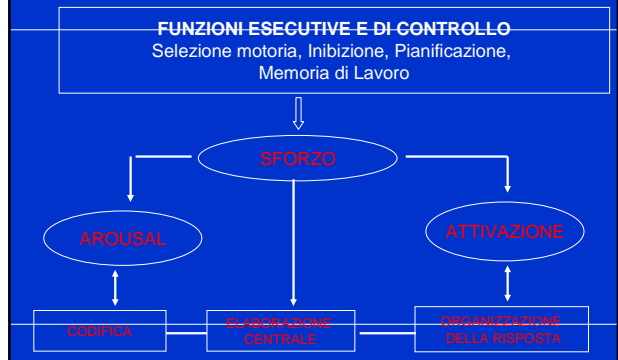 FUNZIONI ESECUTIVE E DI CONTROLLO
Selezione motoria, Inibizione, Pianificazione,
Memoria di Lavoro
SFORZO
AROUSAL
ATTIVAZIONE
CODIFICA
ELABORAZIONE
CENTRALE
ORGANIZZAZIONE
DELLA RISPOSTA